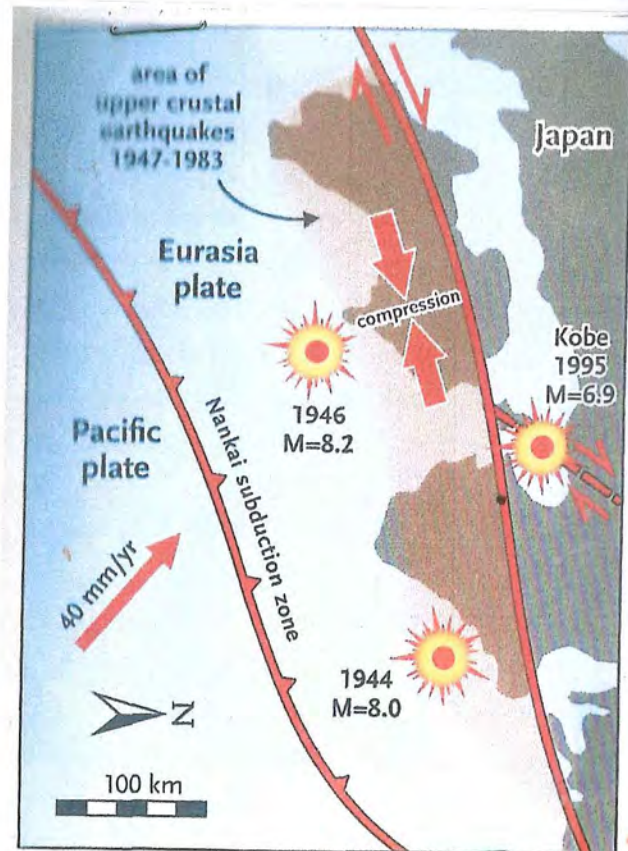 area of
upper crustal
earthquakes
1947-1983
Japan
Eurasia
plate
compression
Kobe
1995
M=6.9
1946
M=8.2
Pacific
plate
Nankai subduction zone
40 mm/yr
1944
M=8.0
N
100 km